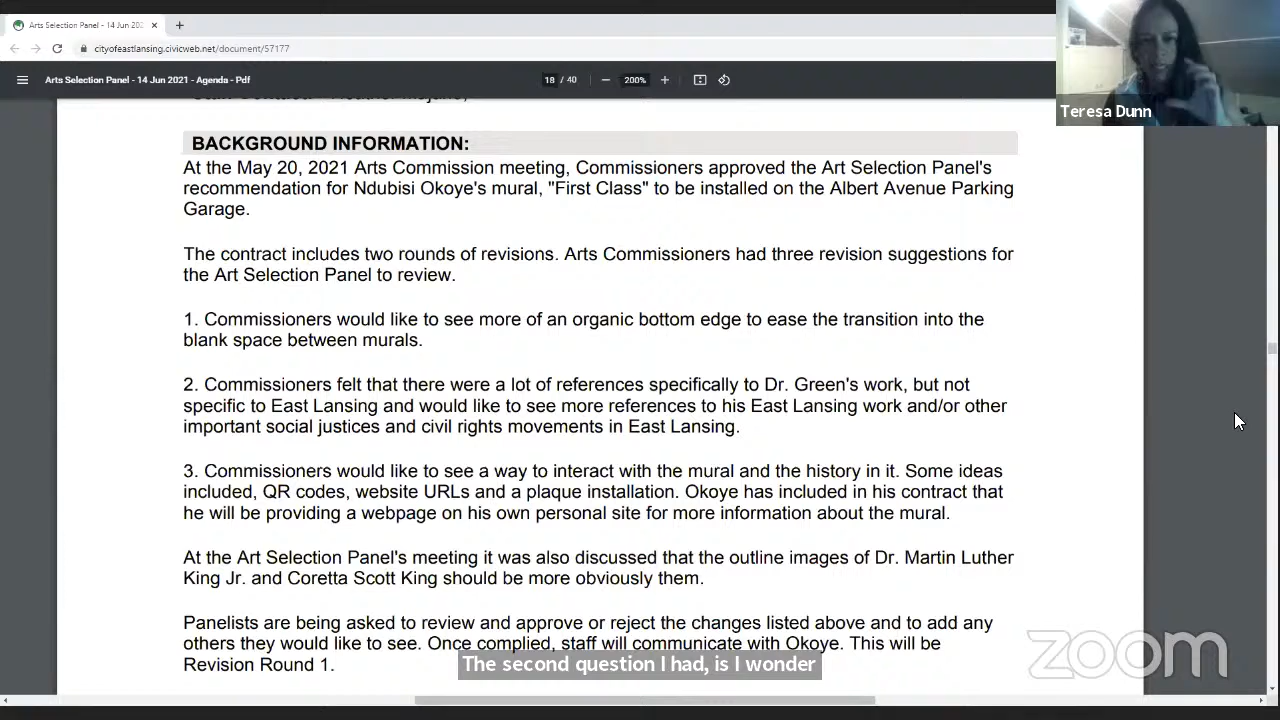 Arts Selection Panel - 14 Jun 202
cityofeastlansing.civicweb.net/document/57177
Arts Selection Panel - 14 Jun 2021 - Agenda - Pdf
18 / 40
200%
Teresa Dunn
BACKGROUND INFORMATION:
At the May 20, 2021 Arts Commission meeting, Commissioners approved the Art Selection Panel's
recommendation for Ndubisi Okoye's mural, "First Class" to be installed on the Albert Avenue Parking
Garage.
The contract includes two rounds of revisions. Arts Commissioners had three revision suggestions for
the Art Selection Panel to review.
1. Commissioners would like to see more of an organic bottom edge to ease the transition into the
blank space between murals.
2. Commissioners felt that there were a lot of references specifically to Dr. Green's work, but not
specific to East Lansing and would like to see more references to his East Lansing work and/or other
important social justices and civil rights movements in East Lansing.
3. Commissioners would like to see a way to interact with the mural and the history in it. Some ideas
included, QR codes, website URLs and a plaque installation. Okoye has included in his contract that
he will be providing a webpage on his own personal site for more information about the mural.
At the Art Selection Panel's meeting it was also discussed that the outline images of Dr. Martin Luther
King Jr. and Coretta Scott King should be more obviously them.
Panelists are being asked to review and approve or reject the changes listed above and to add any
others they would like to see. Once complied, staff will communicate with Okoye. This will be
Revision Round 1.
The second question I had, is I wonder
zoom